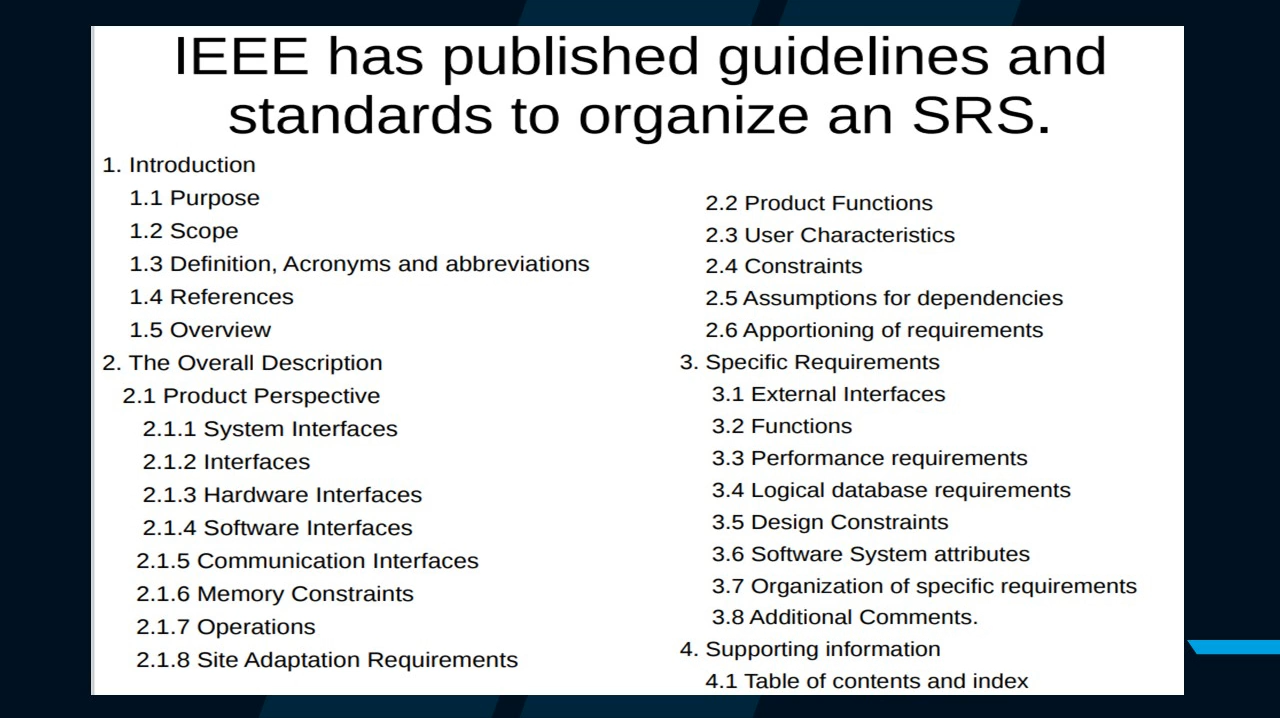 IEEE has published guidelines and
standards to organize an SRS.
1. Introduction
1.1 Purpose
1.2 Scope
1.3 Definition, Acronyms and abbreviations
1.4 References
1.5 Overview
2. The Overall Description
2.1 Product Perspective
2.1.1 System Interfaces
2.1.2 Interfaces
2.1.3 Hardware Interfaces
2.1.4 Software Interfaces
2.1.5 Communication Interfaces
2.1.6 Memory Constraints
2.1.7 Operations
2.1.8 Site Adaptation Requirements
2.2 Product Functions
2.3 User Characteristics
2.4 Constraints
2.5 Assumptions for dependencies
2.6 Apportioning of requirements
3. Specific Requirements
3.1 External Interfaces
3.2 Functions
3.3 Performance requirements
3.4 Logical database requirements
3.5 Design Constraints
3.6 Software System attributes
3.7 Organization of specific requirements
3.8 Additional Comments.
4. Supporting information
4.1 Table of contents and index